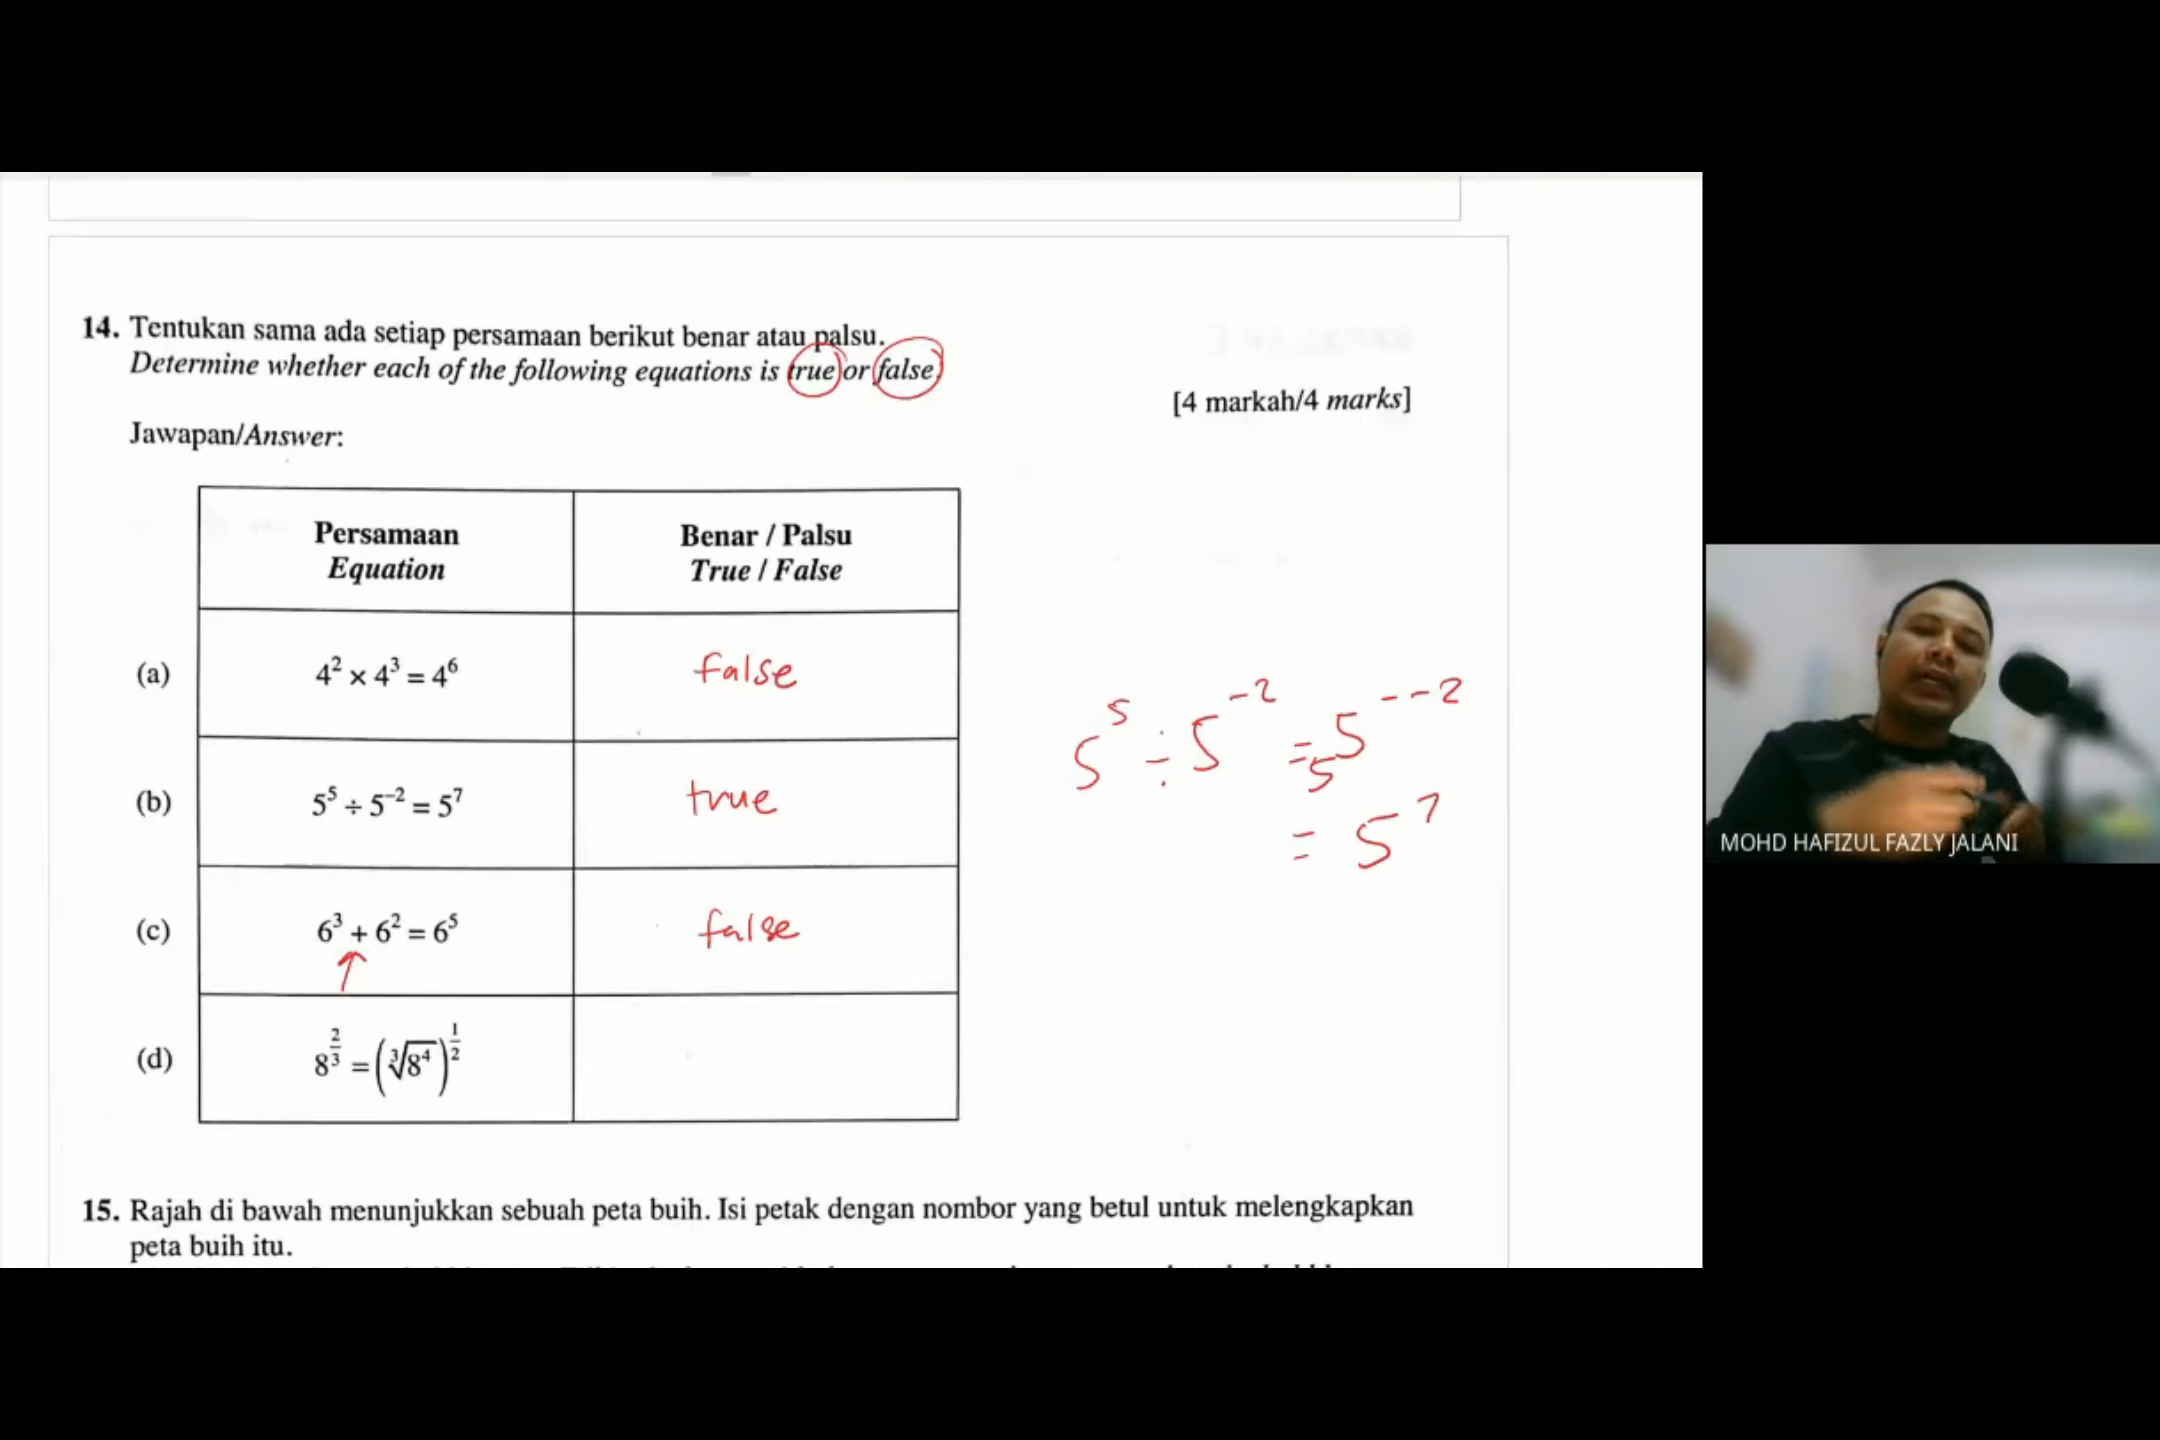 14. Tentukan sama ada setiap persamaan berikut benar atau palsu.
Determine whether each of the following equations is true or false.
[4 markah/4 marks]
Jawapan/Answer:
Persamaan
Equation
Benar / Palsu
True / False
(a) 4² × 4³ = 4⁶ false
(b) 5⁵ ÷ 5⁻² = 5⁷ true
(c) 6³ + 6² = 6⁵ false
(d) 8^(2/3) = (∛8⁴)^(1/2)
5⁵ ÷ 5⁻² = 5 5^(- -2)
= 5⁷
MOHD HAFIZUL FAZLY JALANI
15. Rajah di bawah menunjukkan sebuah peta buih. Isi petak dengan nombor yang betul untuk melengkapkan
peta buih itu.